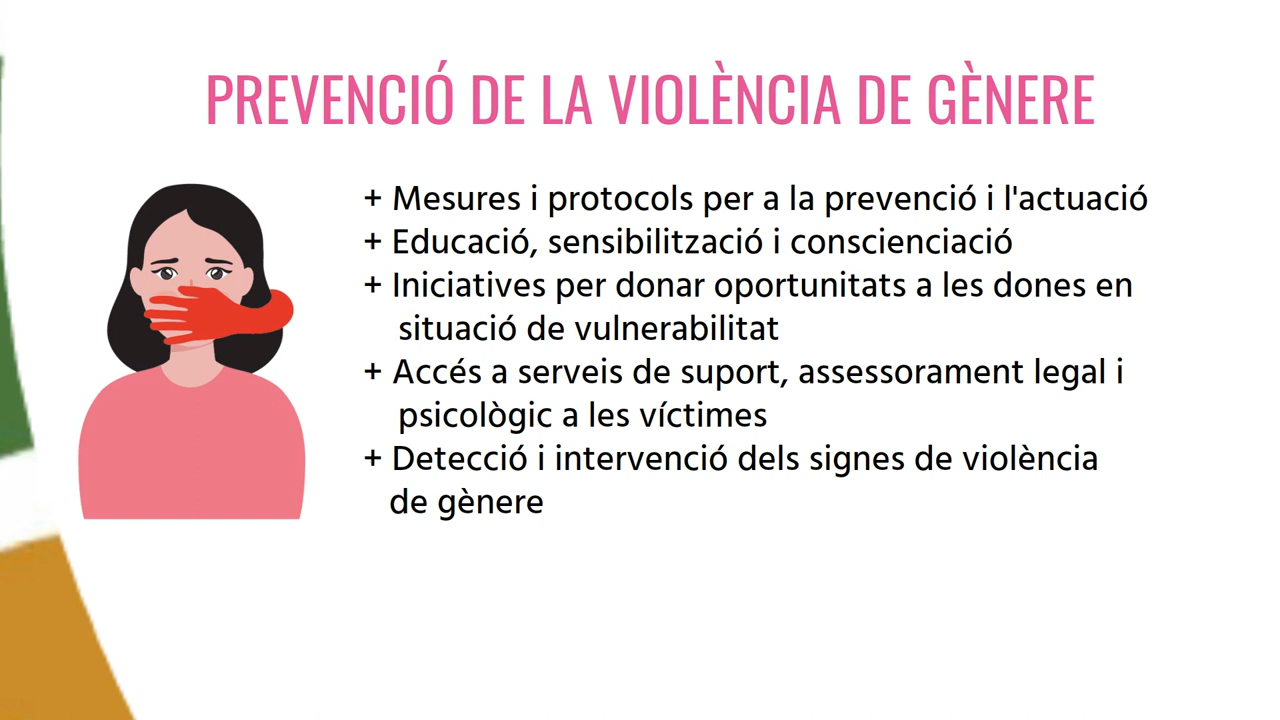 PREVENCIÓ DE LA VIOLÈNCIA DE GÈNERE
+ Mesures i protocols per a la prevenció i l'actuació
+ Educació, sensibilització i conscienciació
+ Iniciatives per donar oportunitats a les dones en
situació de vulnerabilitat
+ Accés a serveis de suport, assessorament legal i
psicològic a les víctimes
+ Detecció i intervenció dels signes de violència
de gènere